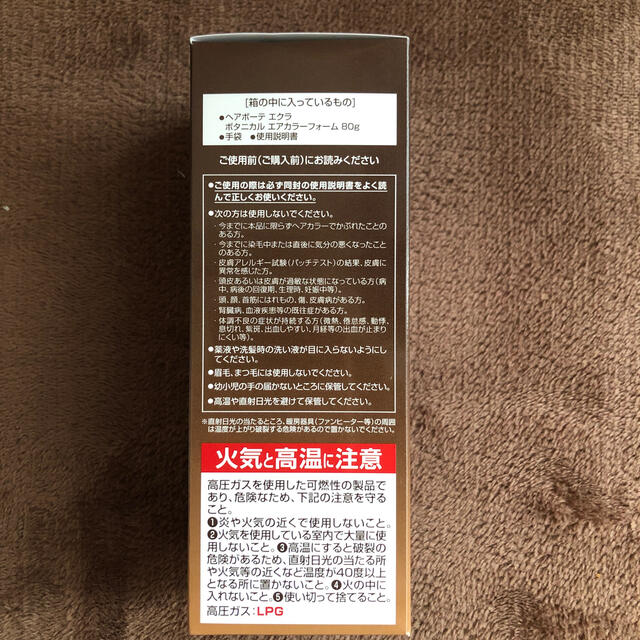 [箱の中に入っているもの]
●ヘアボーテ エクラ
ボタニカル エアカラーフォーム 80g
●手袋 ●使用説明書
ご使用前(ご購入前)にお読みください
●ご使用の際は必ず同封の使用説明書をよく読
んで正しくお使いください。
●次の方は使用しないでください。
・今までに本品に限らずヘアカラーでかぶれたことの
ある方。
・今までに染毛中または直後に気分の悪くなったこと
のある方。
・皮膚アレルギー試験(パッチテスト)の結果、皮膚に
異常を感じた方。
・頭皮あるいは皮膚が過敏な状態になっている方(病
中、病後の回復期、生理時、妊娠中等)。
・頭、顔、首筋にはれもの、傷、皮膚病がある方。
・腎臓病、血液疾患等の既往症がある方。
・体調不良の症状が持続する方(微熱、倦怠感、動悸、
息切れ、紫斑、出血しやすい、月経等の出血が止まり
にくい等)。
●薬液や洗髪時の洗い液が目に入らないようにし
てください。
●眉毛、まつ毛には使用しないでください。
●幼小児の手の届かないところに保管してください。
●高温や直射日光を避けて保管してください。
※直射日光の当たるところ、暖房器具(ファンヒーター等)の周囲
は温度が上がり破裂する危険があるので置かないでください。
火気と高温に注意
高圧ガスを使用した可燃性の製品で
あり、危険なため、下記の注意を守る
こと。
❶炎や火気の近くで使用しないこと。
❷火気を使用している室内で大量に使
用しないこと。❸高温にすると破裂の
危険があるため、直射日光の当たる所
や火気等の近くなど温度が40度以上
となる所に置かないこと。❹火の中に
入れないこと。❺使い切って捨てること。
高圧ガス:LPG